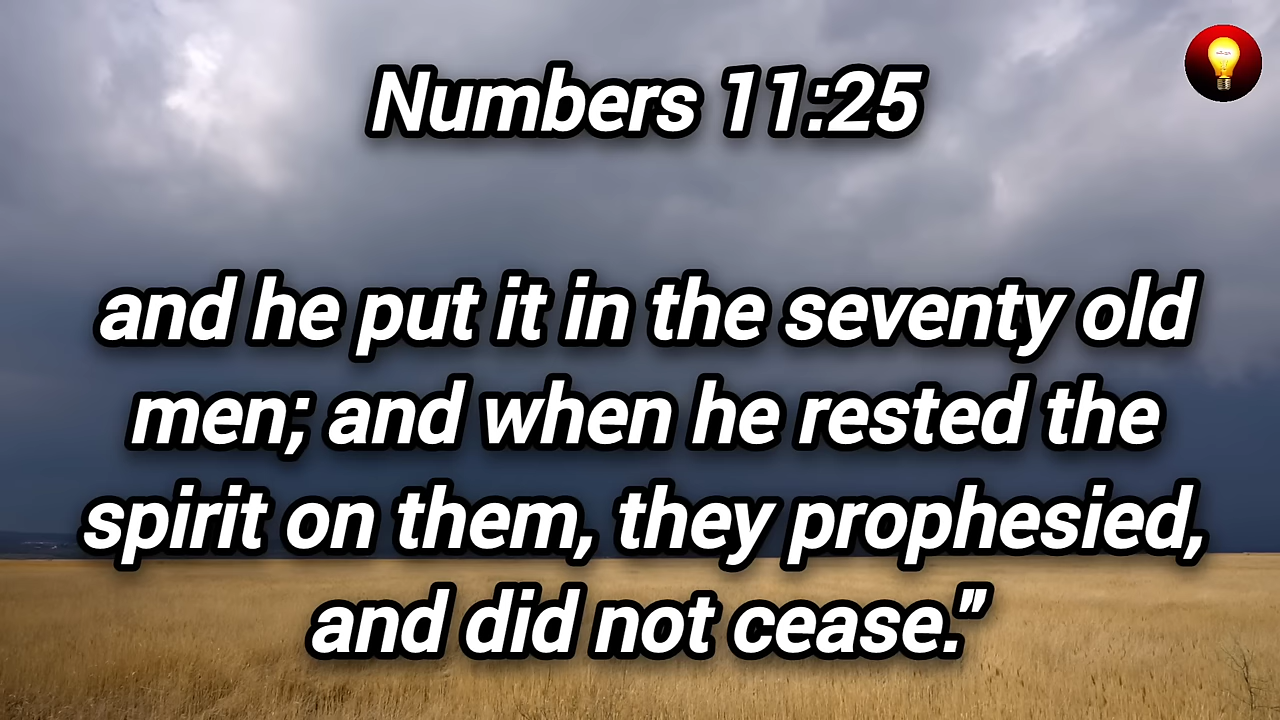 Numbers 11:25
and he put it in the seventy old
men; and when he rested the
spirit on them, they prophesied,
and did not cease."